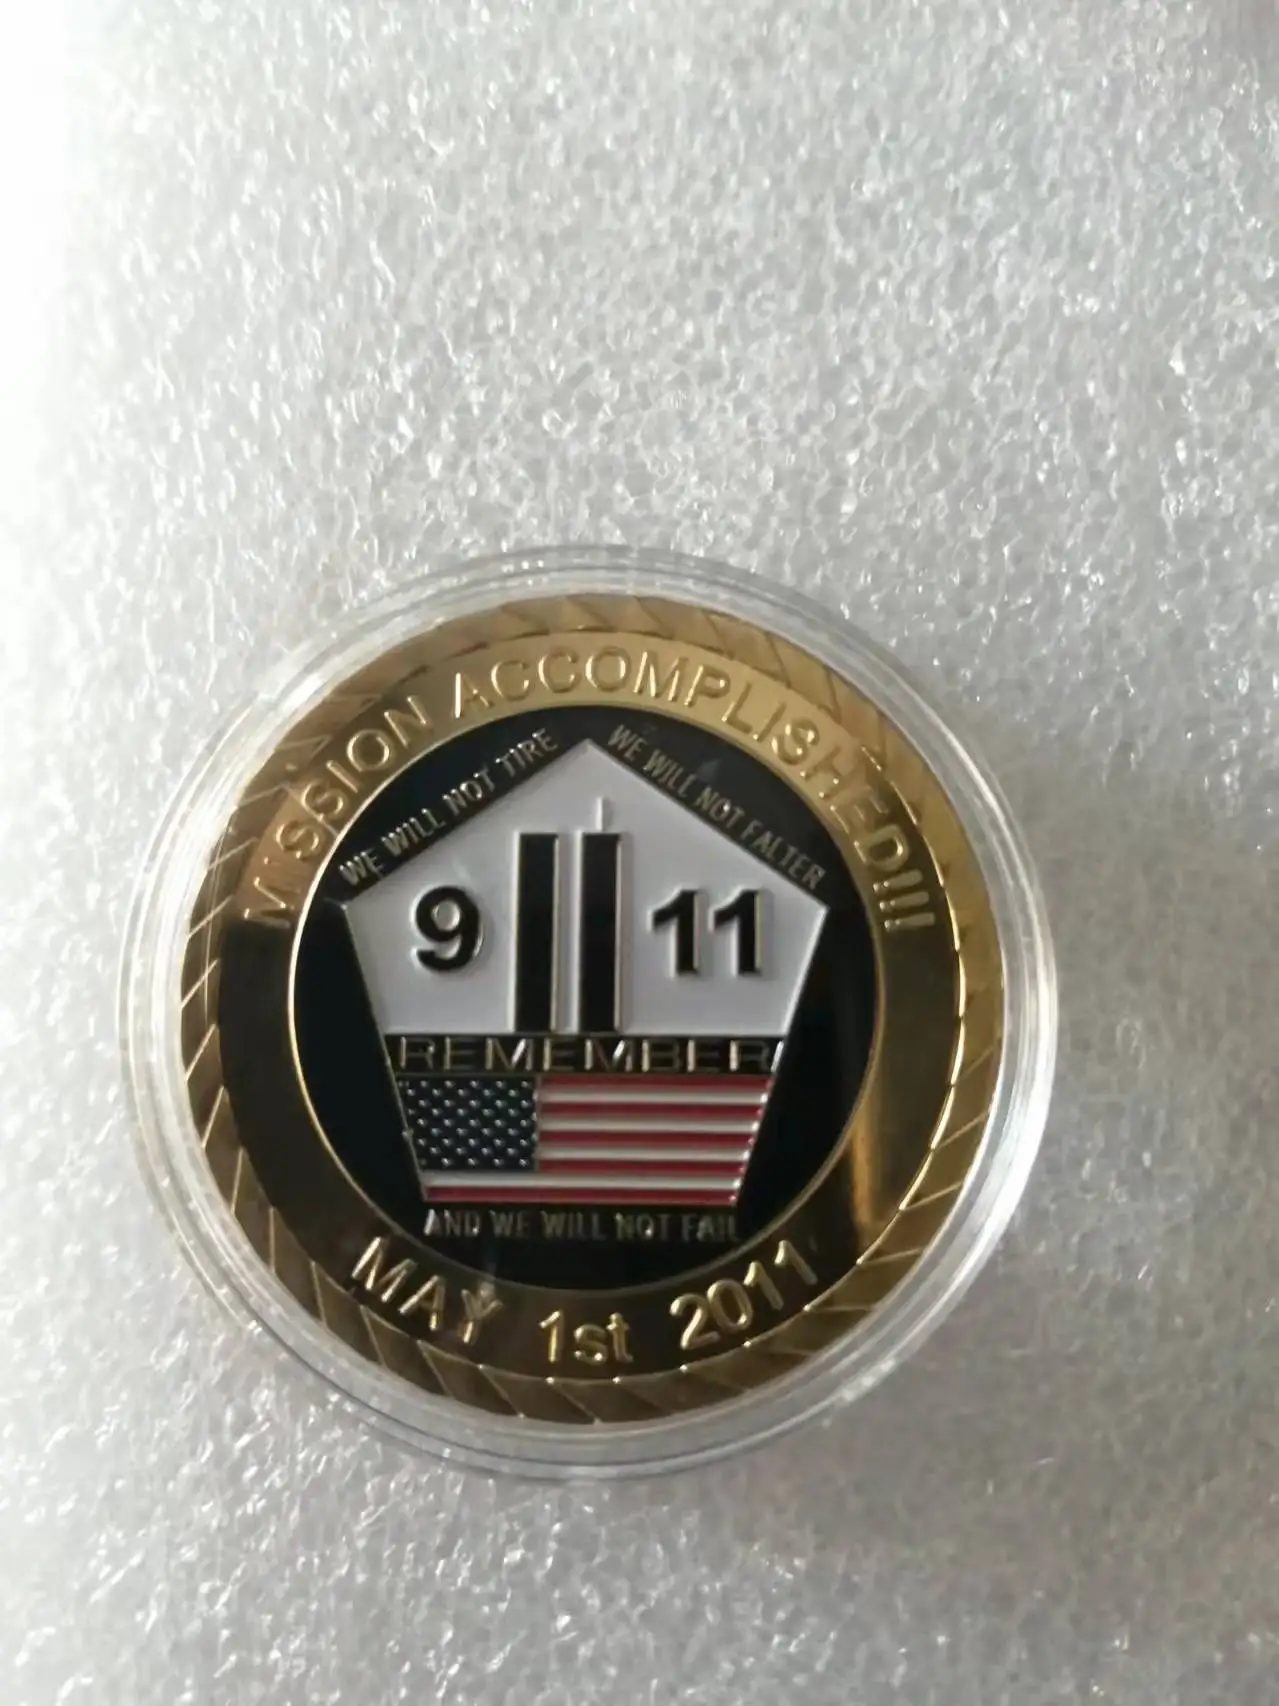 MISSION ACCOMPLISHED!!!
WE WILL NOT TIRE
WE WILL NOT FALTER
9 11
REMEMBER
AND WE WILL NOT FAIL
MAY 1st 2011